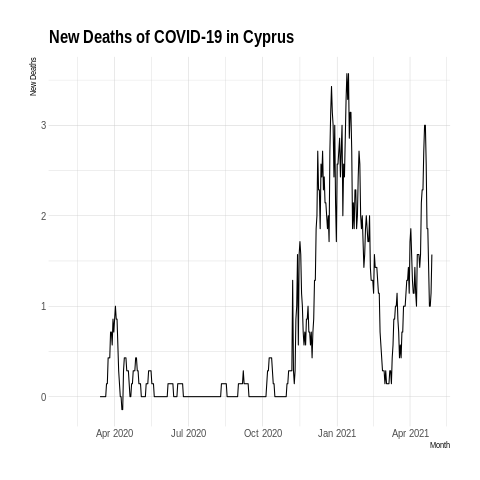 New Deaths of COVID-19 in Cyprus
New Deaths
3
2
1
0
Apr 2020 Jul 2020 Oct 2020 Jan 2021 Apr 2021
Month